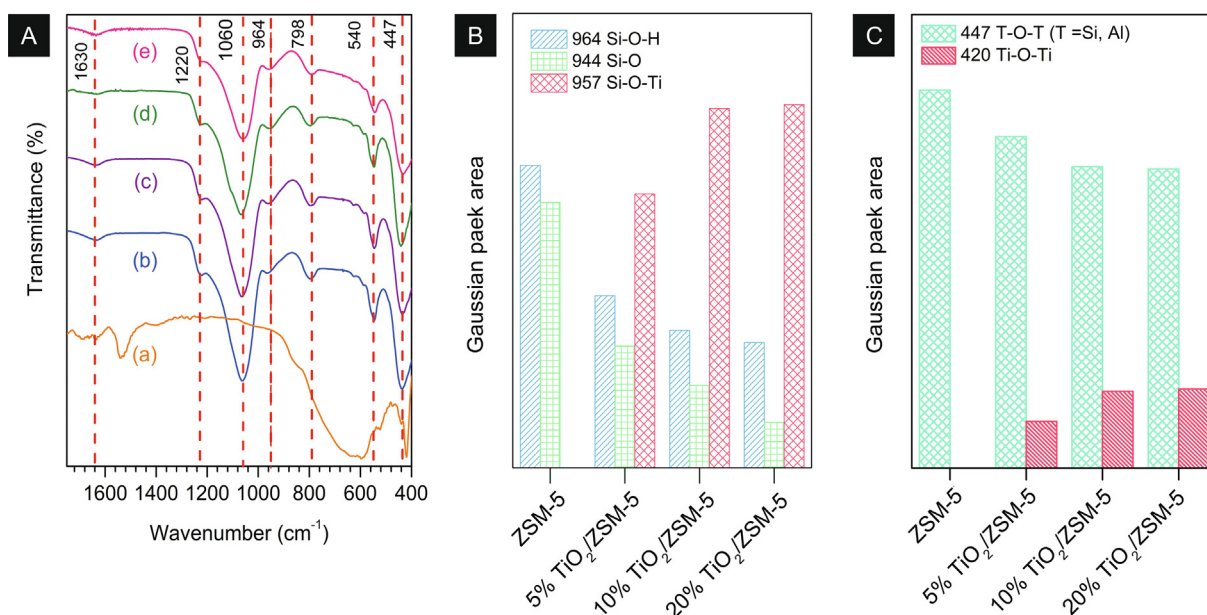 A
1630
1220
1060
964
798
540
447
(e)
(d)
(c)
(b)
(a)
Transmittance (%)
1600 1400 1200 1000 800 600 400
Wavenumber (cm⁻¹)
B
964 Si-O-H
944 Si-O
957 Si-O-Ti
Gaussian paek area
ZSM-5
5% TiO₂/ZSM-5
10% TiO₂/ZSM-5
20% TiO₂/ZSM-5
C
447 T-O-T (T =Si, Al)
420 Ti-O-Ti
Gaussian paek area
ZSM-5
5% TiO₂/ZSM-5
10% TiO₂/ZSM-5
20% TiO₂/ZSM-5